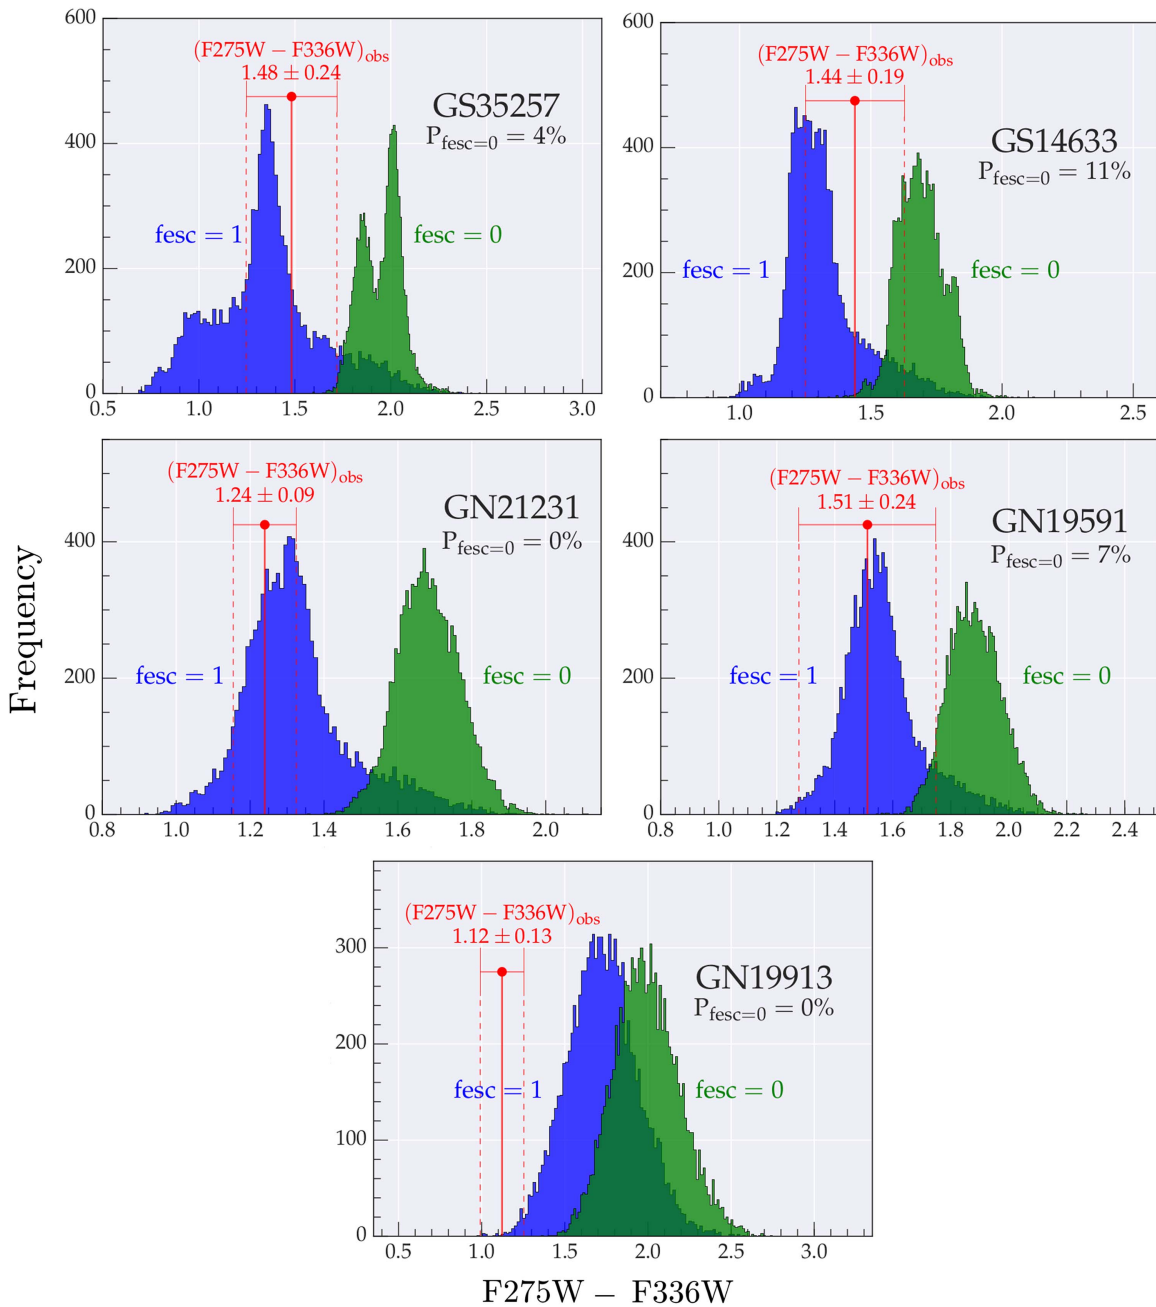 600
400
200
0
0.5 1.0 1.5 2.0 2.5 3.0
(F275W − F336W)obs
1.48 ± 0.24
GS35257
Pfesc=0 = 4%
fesc = 1
fesc = 0
600
400
200
0
1.0 1.5 2.0 2.5
(F275W − F336W)obs
1.44 ± 0.19
GS14633
Pfesc=0 = 11%
fesc = 1
fesc = 0
400
200
0
0.8 1.0 1.2 1.4 1.6 1.8 2.0
(F275W − F336W)obs
1.24 ± 0.09
GN21231
Pfesc=0 = 0%
fesc = 1
fesc = 0
400
200
0
0.8 1.0 1.2 1.4 1.6 1.8 2.0 2.2 2.4
(F275W − F336W)obs
1.51 ± 0.24
GN19591
Pfesc=0 = 7%
fesc = 1
fesc = 0
Frequency
300
200
100
0
0.5 1.0 1.5 2.0 2.5 3.0
(F275W − F336W)obs
1.12 ± 0.13
GN19913
Pfesc=0 = 0%
fesc = 1
fesc = 0
F275W − F336W